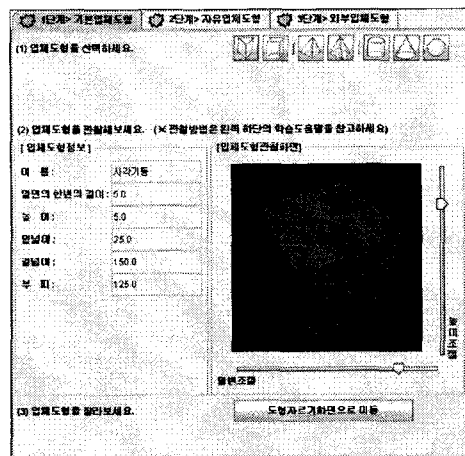 1단계> 기본입체도형 2단계> 자유입체도형 3단계> 외부입체도형
(1) 입체도형을 선택하세요.
(2) 입체도형을 관찰해보세요. (※ 관찰방법은 왼쪽 하단의 학습도움말을 참고하세요)
[입체도형정보] [입체도형관찰화면]
이 름: 사각기둥
밑면의 한변의 길이: 5.0
높 이: 5.0
밑넓이: 25.0
겉넓이: 150.0
부 피: 125.0
높이조절
밑변조절
(3) 입체도형을 잘라보세요. 도형자르기화면으로 이동